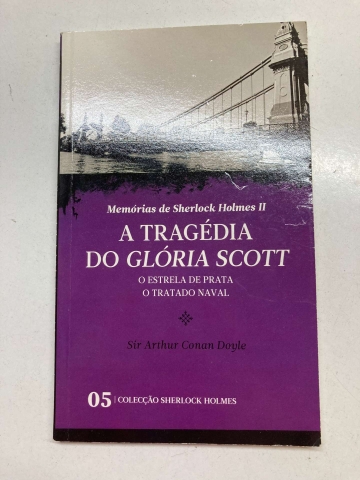 Memórias de Sherlock Holmes II
A TRAGÉDIA
DO GLÓRIA SCOTT
O ESTRELA DE PRATA
O TRATADO NAVAL
Sir Arthur Conan Doyle
05 | COLECÇÃO SHERLOCK HOLMES